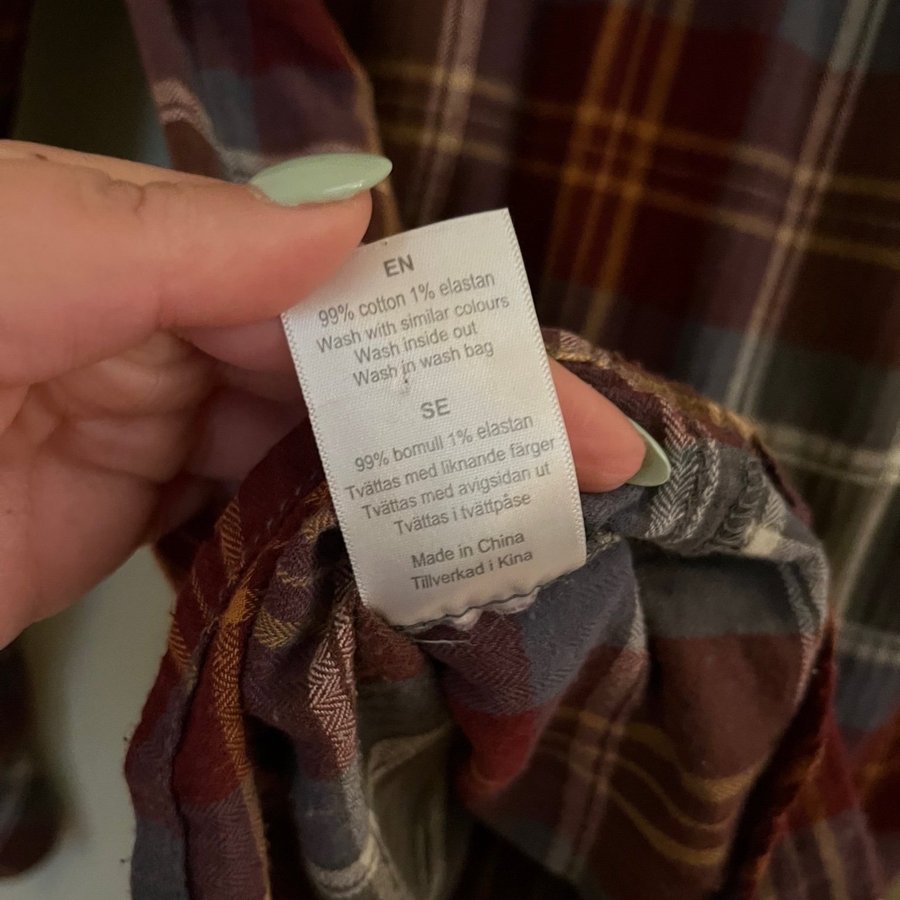 EN
99% cotton 1% elastan
Wash with similar colours
Wash inside out
Wash in wash bag
SE
99% bomull 1% elastan
Tvättas med liknande färger
Tvättas med avigsidan ut
Tvättas i tvättpåse
Made in China
Tillverkad i Kina